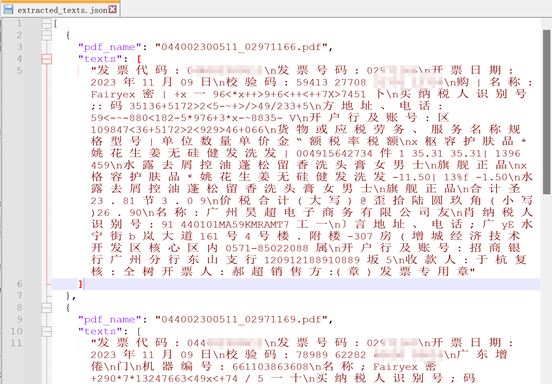 extracted_texts.json
1 [
2 {
3 "pdf_name": "044002300511_02971166.pdf",
4 "texts": [
5 "发 票 代 码 : \n发 票 号 码 : 029 \n开 票 日 期 :
2023 年 11 月 09 日\n校 验 码 : 59413 27708 \n购 | 名 称 :
Fairyex 密 | +x 一 96<*x++>9+6<++<++7X>7451 卜\n买 纳 税 人 识 别 号
;: 码 35136+5172>2<5-~+>/>49/233+5\n方 地 址 、 电 话 :
59<-~-880<182-5*976+3*x-~8835- V\n开 户 行 及 账 号 : 区
109847<36+5172>2<929>46+066\n货 物 或 应 税 劳 务 、 服 务 名 称 规
格 型 号 | 单 位 数 量 单 价 金 " 额 税 率 税 额\nx 枢 容 护 肤 品 *
姚 花 生 姜 无 硅 健 发 洗 发 | 004915642734 件 1 35.31 35.31| 1396
459\n水 露 去 屑 控 油 蓬 松 留 香 洗 头 膏 女 男 士\n旗 舰 正 品\nx
格 容 护 肤 品 * 姚 花 生 姜 无 硅 健 发 洗 发 -11.50| 13%f -1.50\n水
露 去 屑 控 油 蓬 松 留 香 洗 头 膏 女 男 士\n旗 舰 正 品\n合 计 圣
23 . 81 节 3 . 0 9\n价 税 合 计 ( 大 写 ) @ 歪 拾 陆 圆 玖 角 ( 小 写
)26 . 90\n名 称 : 广 州 昊 超 电 子 商 务 有 限 公 司 友\n肖 纳 税 人
识 别 号 : 91 440101MA59KMRAMT7 工 一\n〕 言 地 址 、 电 话 ; 广 yE 水
宁 街 b 岚 大 道 161 号 4 号 楼 . 附 楼 -307 房 ( 增 城 经 济 技 术
开 发 区 核 心 区 内 0571-85022088 属\n开 户 行 及 账 号 : 招 商 银
行 广 州 分 行 东 山 支 行 120912188910889 坂 5\n收 款 人 : 于 杭 复
核 : 仝 树 开 票 人 : 郝 超 销 售 方 :( 章 ) 发 票 专 用 章"
6 ]
7 },
8 {
9 "pdf_name": "044002300511_02971169.pdf",
10 "texts": [
11 "发 票 代 码 : 044 \n发 票 号 码 : 029 \n开 票 日 期 :
2023 年 11 月 09 日\n校 验 码 : 78989 62282 \n广 东 增
倦\n门\n机 器 编 号 : 661103863608\n名 称 ; Fairyex 密
+290*7*13247663<49x<+74 / 5 一 十\n买 纳 税 人 识 别 号 ; 码